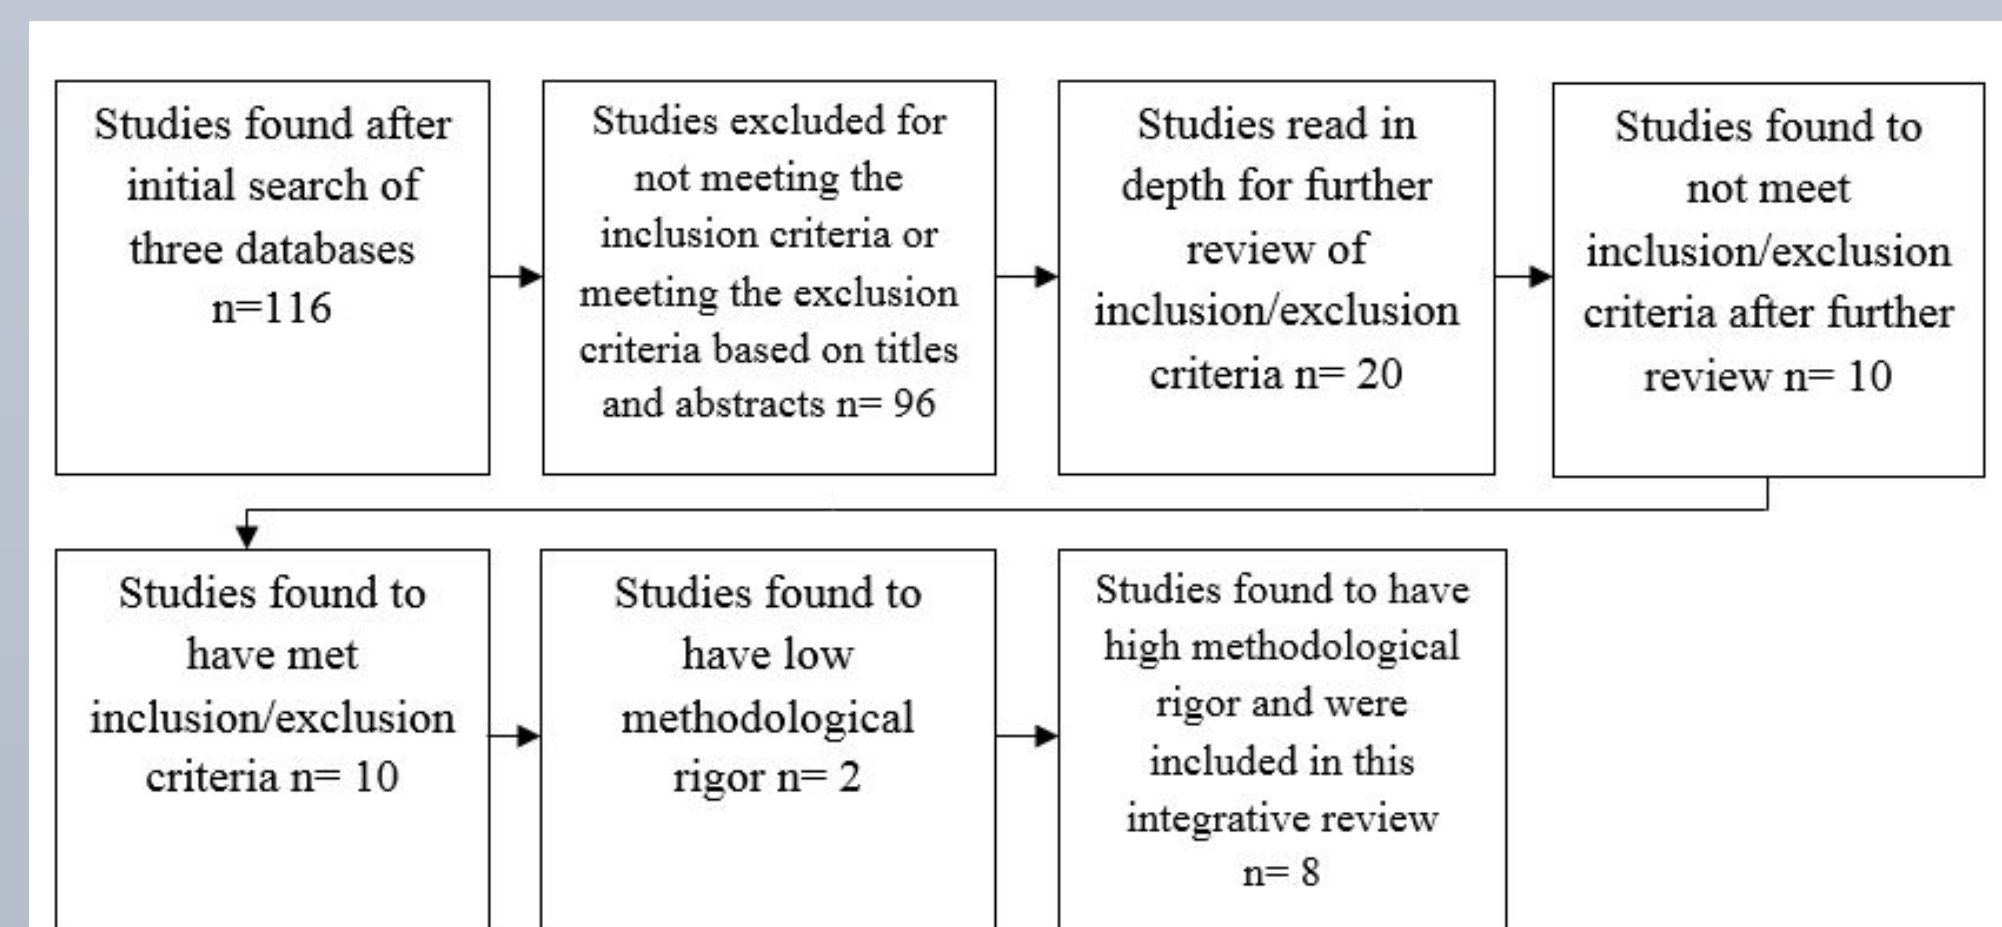 Studies found after
initial search of
three databases
n=116
Studies excluded for
not meeting the
inclusion criteria or
meeting the exclusion
criteria based on titles
and abstracts n= 96
Studies read in
depth for further
review of
inclusion/exclusion
criteria n= 20
Studies found to
not meet
inclusion/exclusion
criteria after further
review n= 10
Studies found to
have met
inclusion/exclusion
criteria n= 10
Studies found to
have low
methodological
rigor n= 2
Studies found to have
high methodological
rigor and were
included in this
integrative review
n= 8